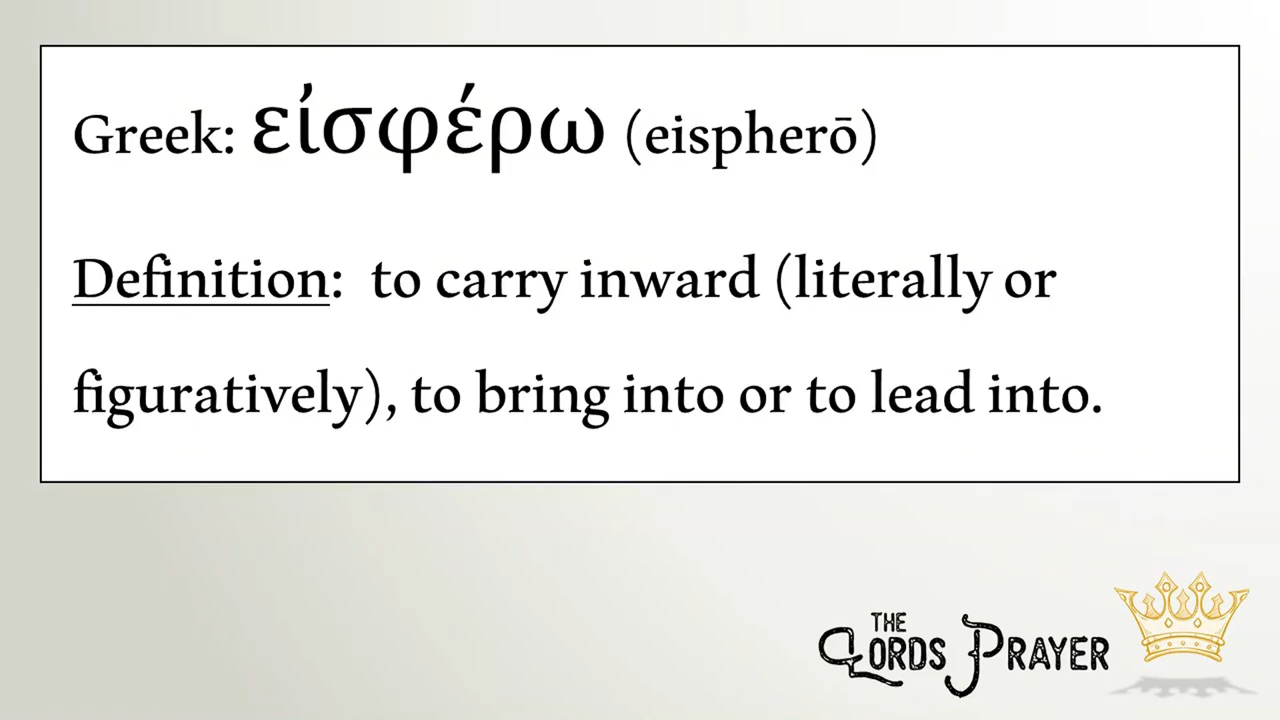 Greek: εἰσφέρω (eispherō)
Definition: to carry inward (literally or
figuratively), to bring into or to lead into.
THE
LORDS PRAYER